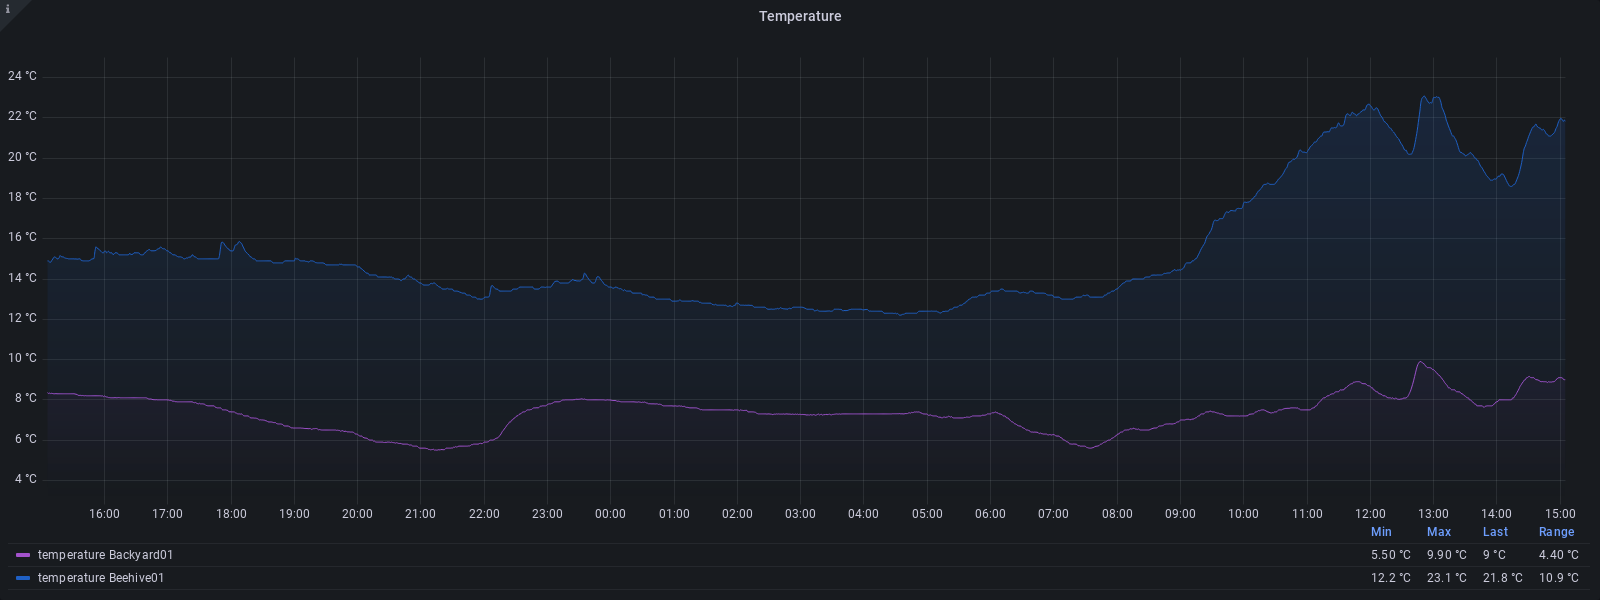 i
Temperature
24 °C
22 °C
20 °C
18 °C
16 °C
14 °C
12 °C
10 °C
8 °C
6 °C
4 °C
16:00 17:00 18:00 19:00 20:00 21:00 22:00 23:00 00:00 01:00 02:00 03:00 04:00 05:00 06:00 07:00 08:00 09:00 10:00 11:00 12:00 13:00 14:00 15:00
Min Max Last Range
temperature Backyard01 5.50 °C 9.90 °C 9 °C 4.40 °C
temperature Beehive01 12.2 °C 23.1 °C 21.8 °C 10.9 °C